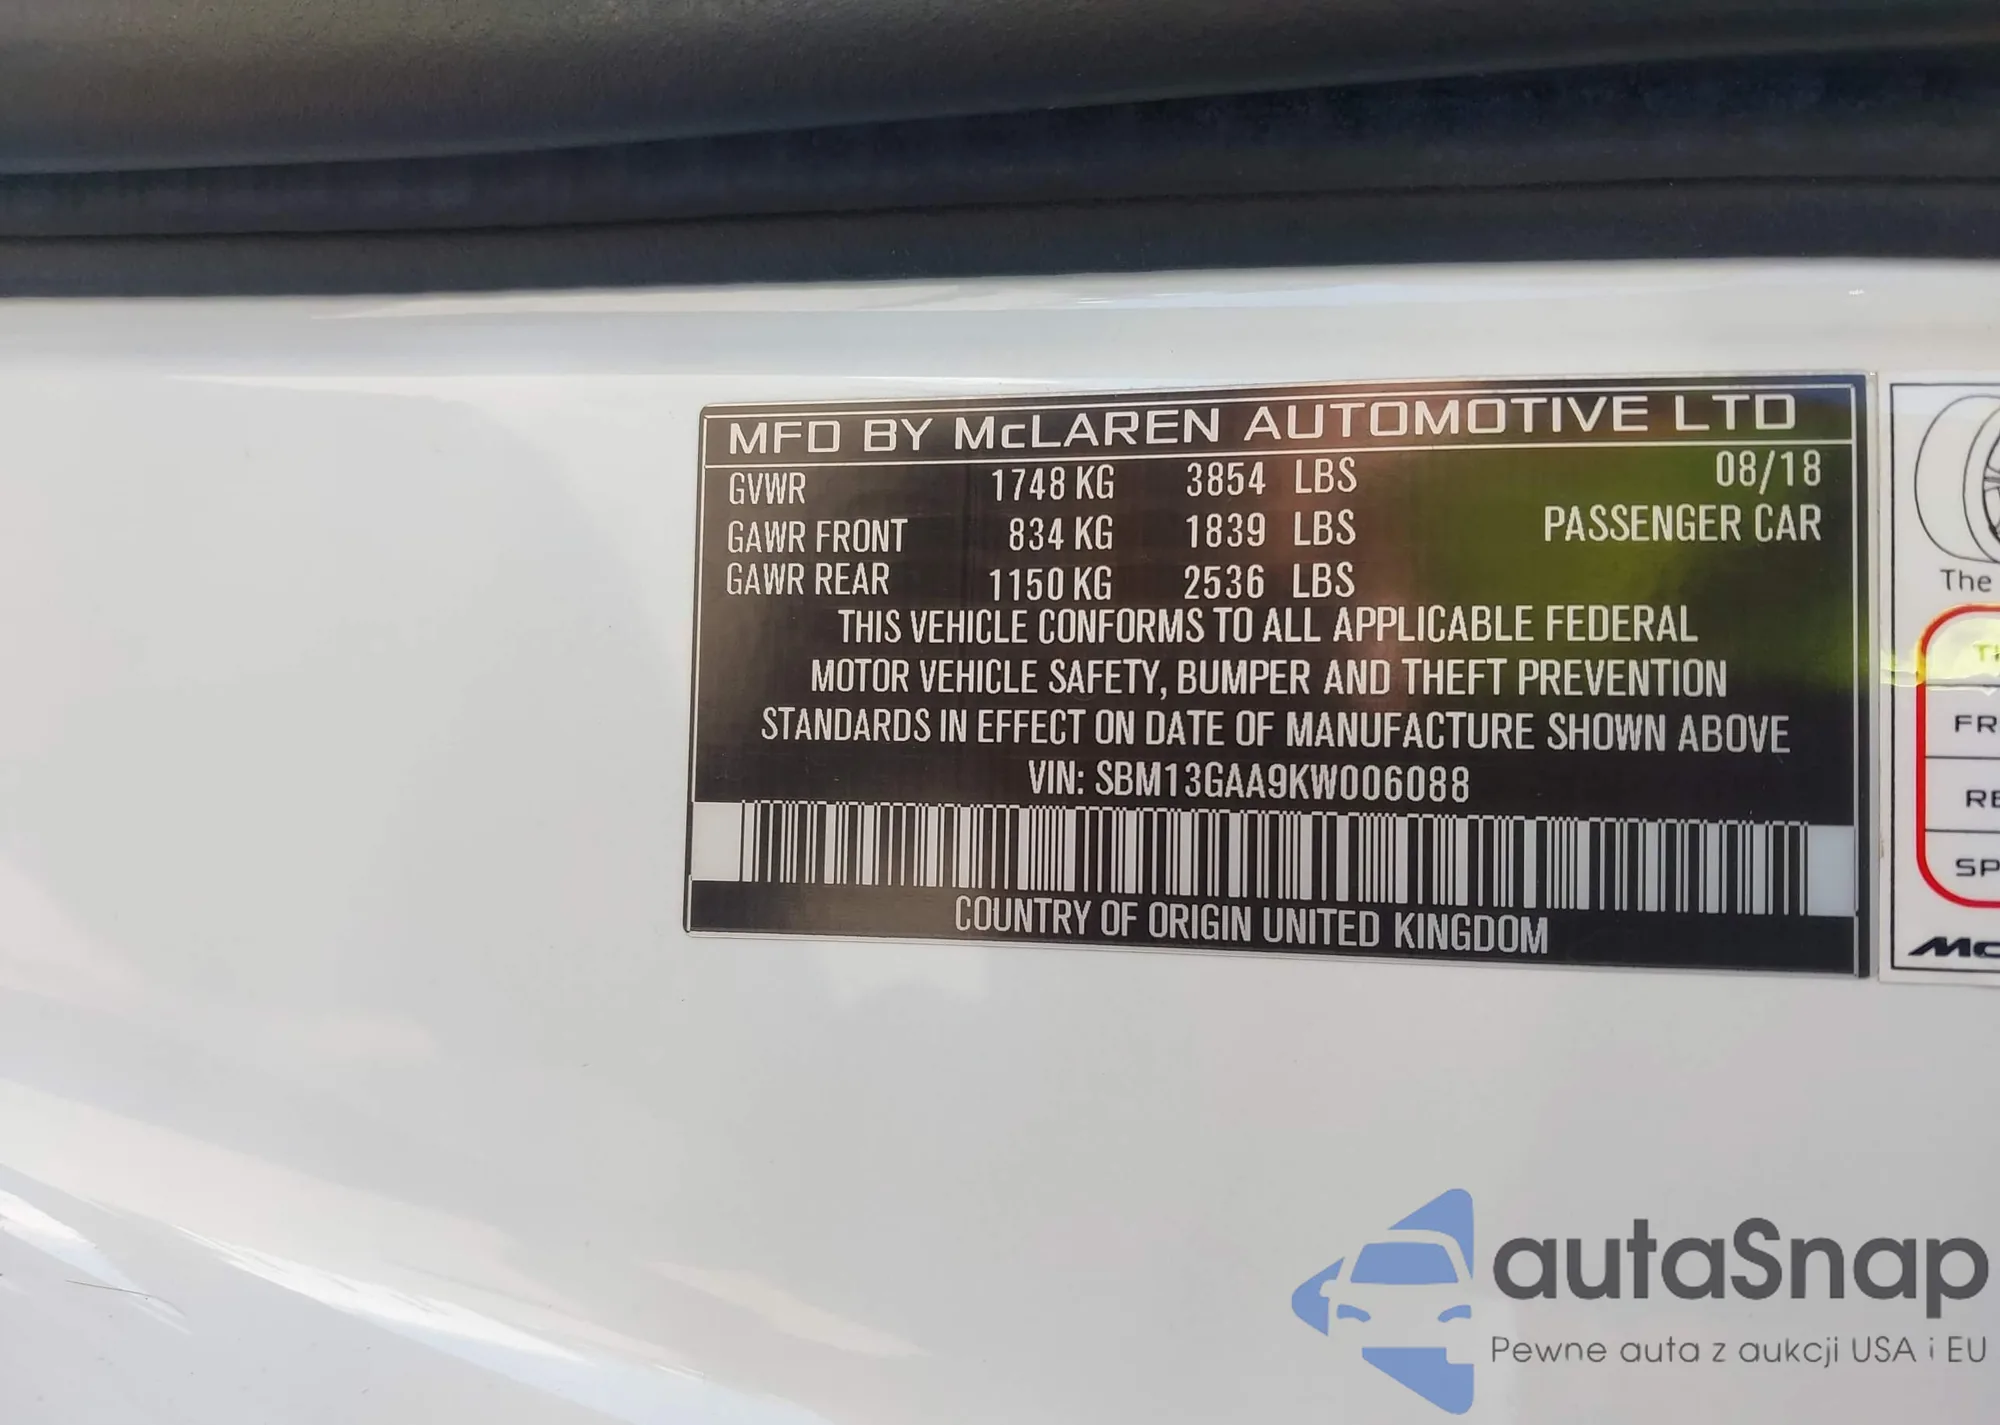 MFD BY McLAREN AUTOMOTIVE LTD
GVWR 1748 KG 3854 LBS 08/18
GAWR FRONT 834 KG 1839 LBS PASSENGER CAR
GAWR REAR 1150 KG 2536 LBS
THIS VEHICLE CONFORMS TO ALL APPLICABLE FEDERAL
MOTOR VEHICLE SAFETY, BUMPER AND THEFT PREVENTION
STANDARDS IN EFFECT ON DATE OF MANUFACTURE SHOWN ABOVE
VIN: SBM13GAA9KW006088
COUNTRY OF ORIGIN UNITED KINGDOM
The
autaSnap
Pewne auta z aukcji USA i EU